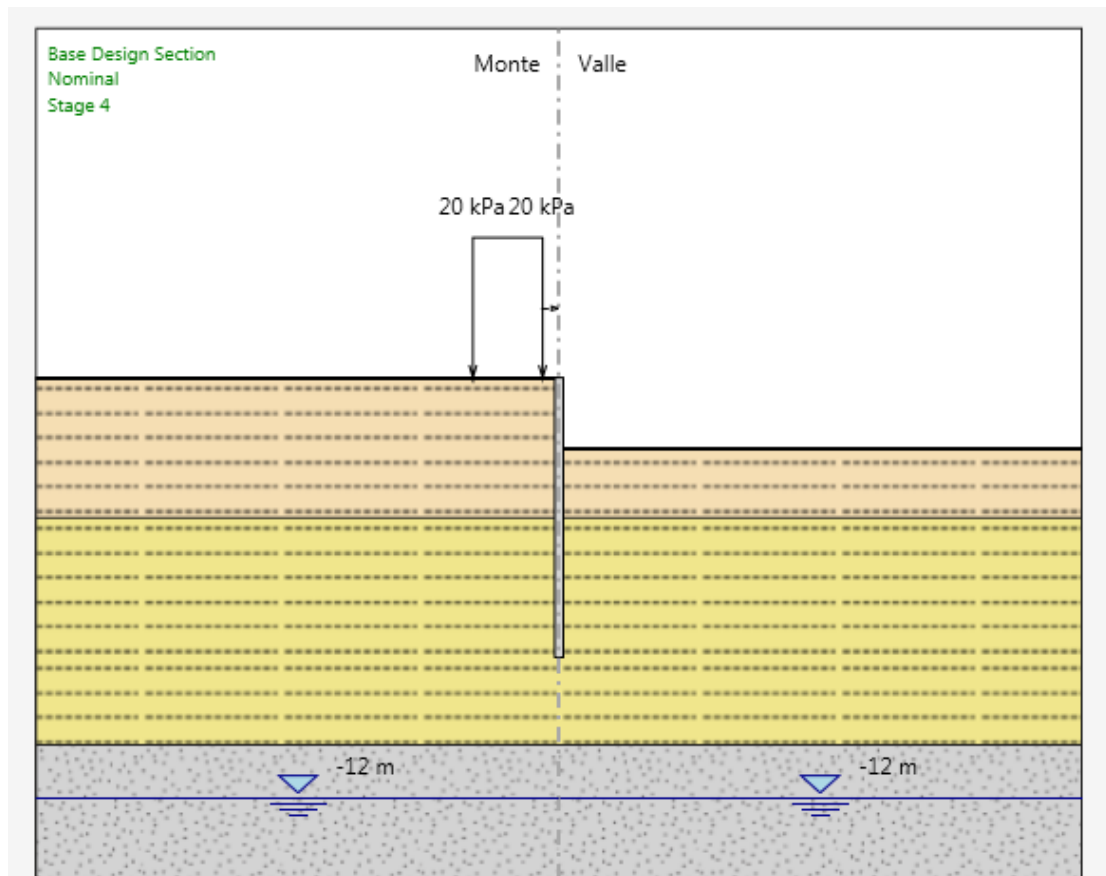 Base Design Section
Nominal
Stage 4
Monte
Valle
20 kPa 20 kPa
-12 m
-12 m